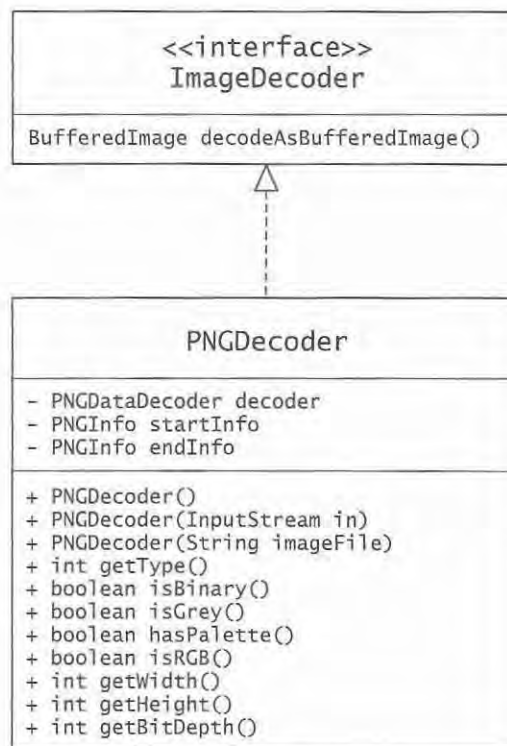 <<interface>>
ImageDecoder
BufferedImage decodeAsBufferedImage()
PNGDecoder
- PNGDataDecoder decoder
- PNGInfo startInfo
- PNGInfo endInfo
+ PNGDecoder()
+ PNGDecoder(InputStream in)
+ PNGDecoder(String imageFile)
+ int getType()
+ boolean isBinary()
+ boolean isGrey()
+ boolean hasPalette()
+ boolean isRGB()
+ int getWidth()
+ int getHeight()
+ int getBitDepth()